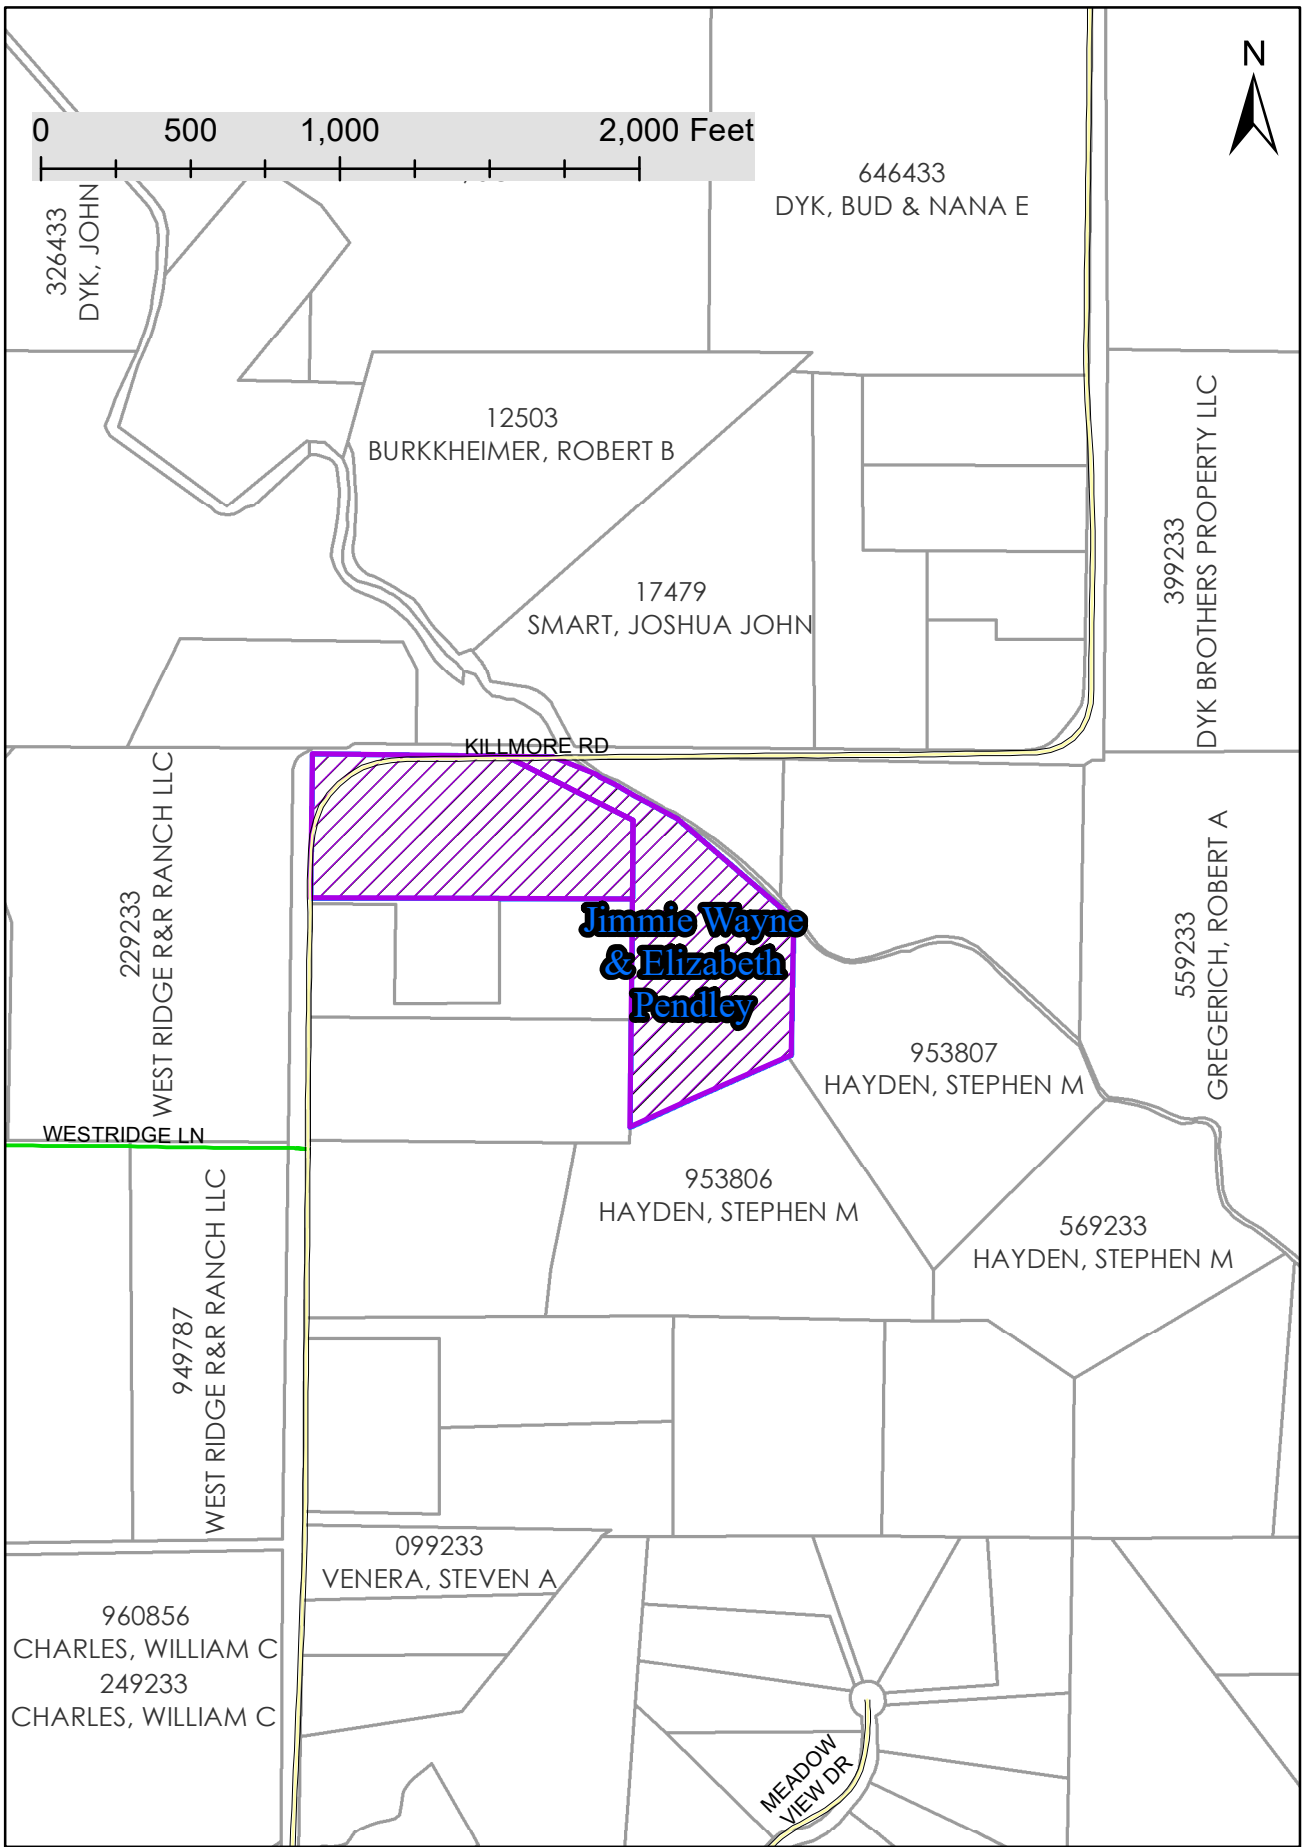 N
0 500 1,000 2,000 Feet
646433
DYK, BUD & NANA E
326433
DYK, JOHN
12503
BURKKHEIMER, ROBERT B
399233
DYK BROTHERS PROPERTY LLC
17479
SMART, JOSHUA JOHN
KILLMORE RD
229233
WEST RIDGE R&R RANCH LLC
559233
GREGERICH, ROBERT A
Jimmie Wayne
& Elizabeth
Pendley
953807
HAYDEN, STEPHEN M
WESTRIDGE LN
953806
HAYDEN, STEPHEN M
569233
HAYDEN, STEPHEN M
949787
WEST RIDGE R&R RANCH LLC
099233
VENERA, STEVEN A
960856
CHARLES, WILLIAM C
249233
CHARLES, WILLIAM C
MEADOW
VIEW DR